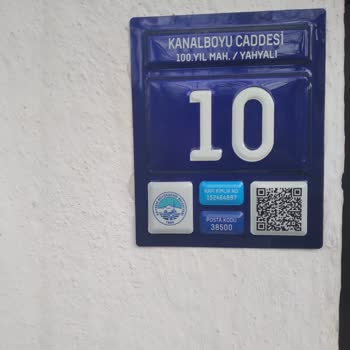 KANALBOYU CADDESİ
100.YIL MAH. / YAHYALI
10
KAPI KİMLİK NO
152464887
POSTA KODU
38500